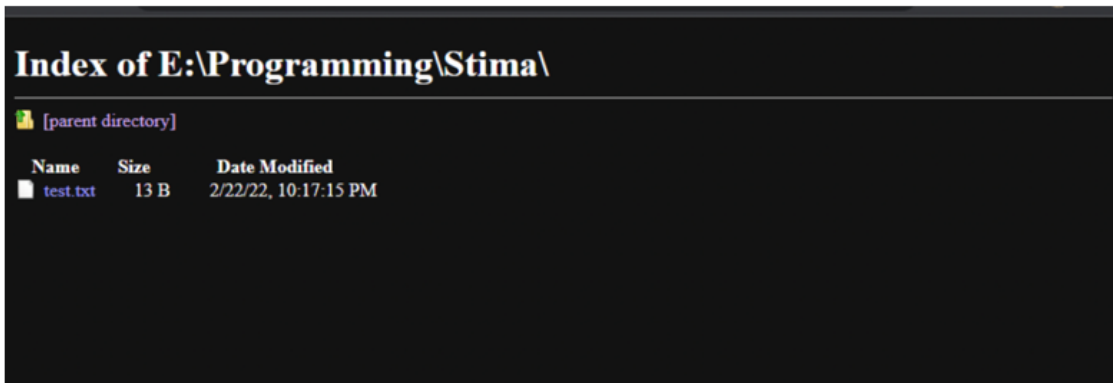 Index of E:\Programming\Stima\
[parent directory]
Name Size Date Modified
test.txt 13 B 2/22/22, 10:17:15 PM